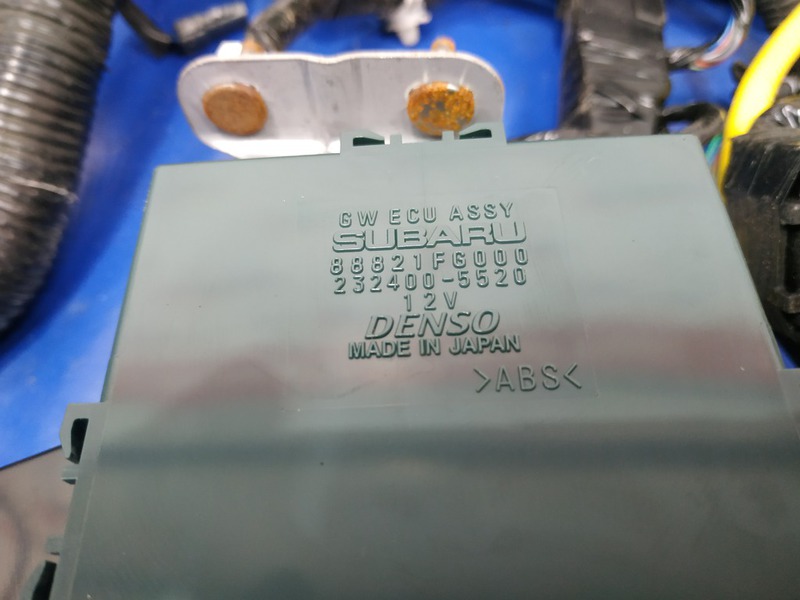 GW ECU ASSY
SUBARU
88821FG000
232400-5520
12V
DENSO
MADE IN JAPAN
>ABS<